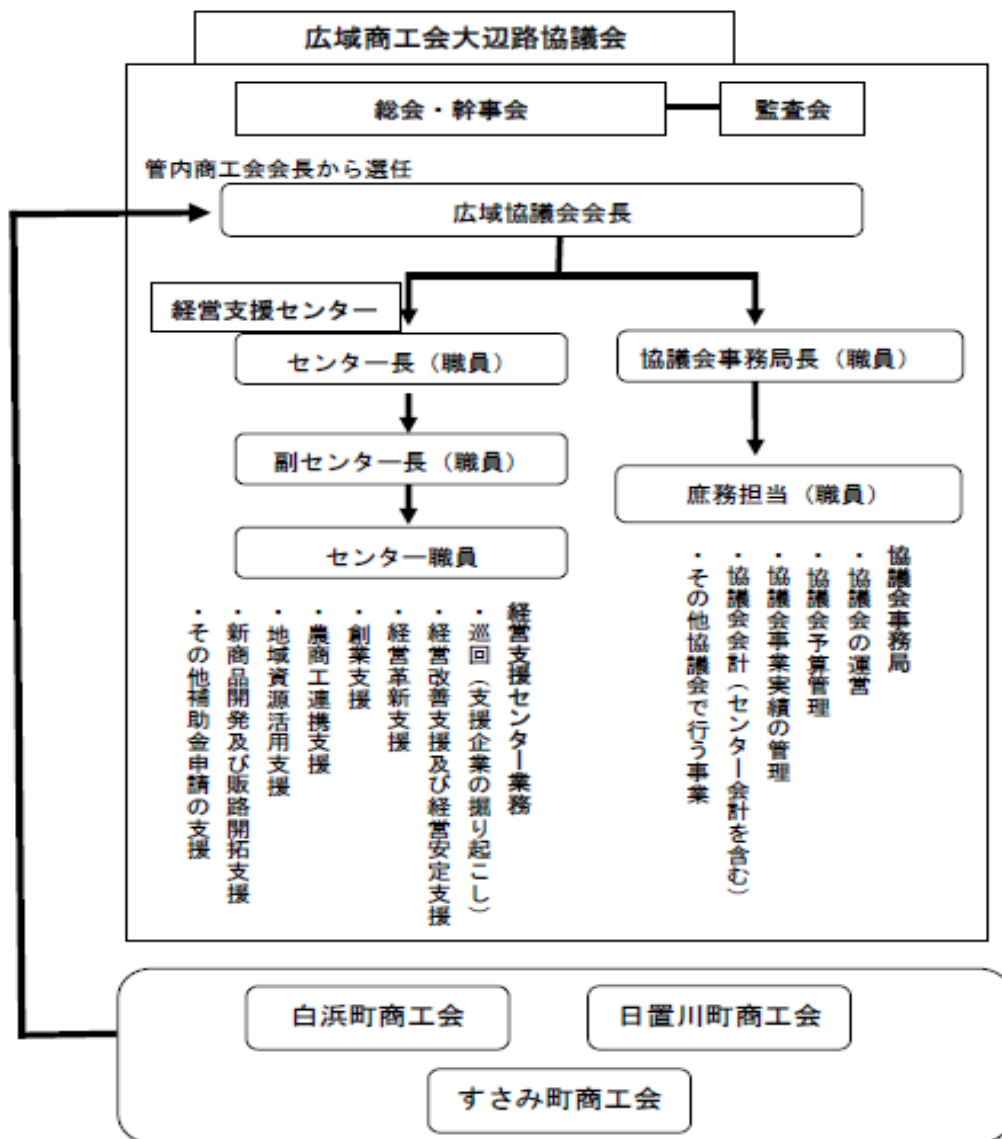 広域商工会大辺路協議会
総会・幹事会
監査会
管内商工会会長から選任
広域協議会会長
経営支援センター
センター長（職員）
協議会事務局長（職員）
副センター長（職員）
庶務担当（職員）
センター職員
協議会事務局
・協議会の運営
・協議会予算管理
・協議会事業実績の管理
・協議会会計（センター会計を含む）
・その他協議会で行う事業
経営支援センター業務
・巡回（支援企業の掘り起こし）
・経営改善支援及び経営安定支援
・経営革新支援
・創業支援
・農商工連携支援
・地域資源活用支援
・新商品開発及び販路開拓支援
・その他補助金申請の支援
白浜町商工会
日置川町商工会
すさみ町商工会